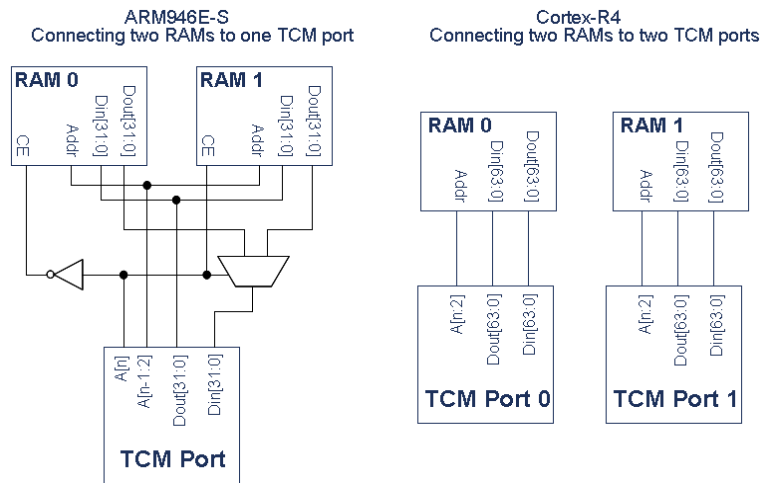 ARM946E-S
Connecting two RAMs to one TCM port
RAM 0
CE
Addr
Din[31:0]
Dout[31:0]
RAM 1
CE
Addr
Din[31:0]
Dout[31:0]
A[n]
A[n-1:2]
Dout[31:0]
Din[31:0]
TCM Port
Cortex-R4
Connecting two RAMs to two TCM ports
RAM 0
Addr
Din[63:0]
Dout[63:0]
RAM 1
Addr
Din[63:0]
Dout[63:0]
A[n:2]
Dout[63:0]
Din[63:0]
TCM Port 0
A[n:2]
Dout[63:0]
Din[63:0]
TCM Port 1